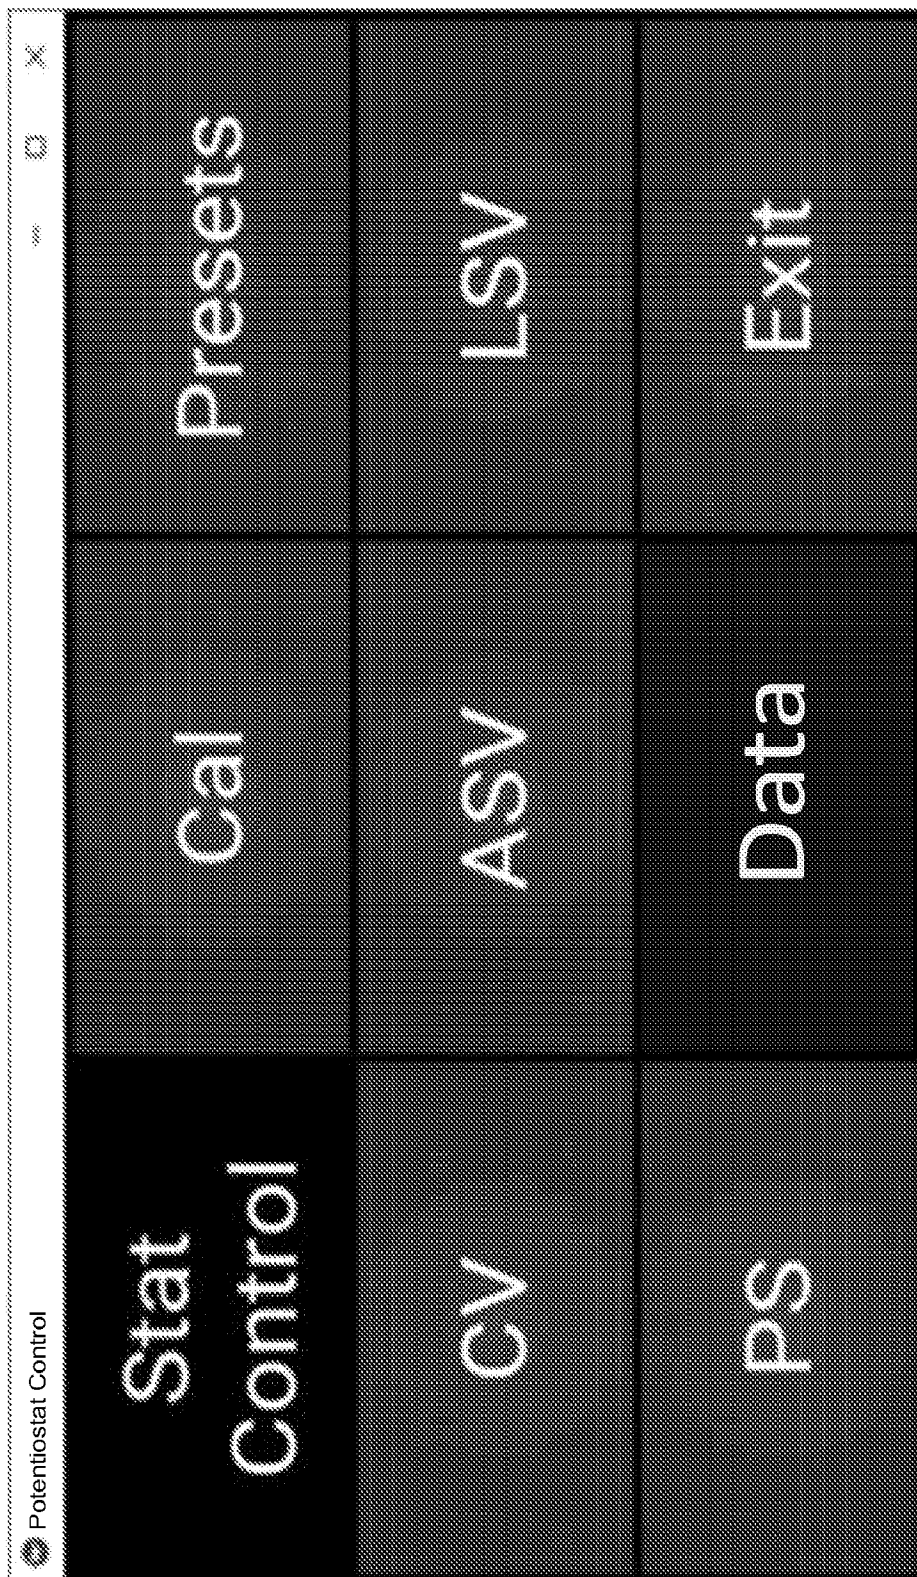 Potentiostat Control
Stat
Control
Cal
Presets
CV
ASV
LSV
PS
Data
Exit